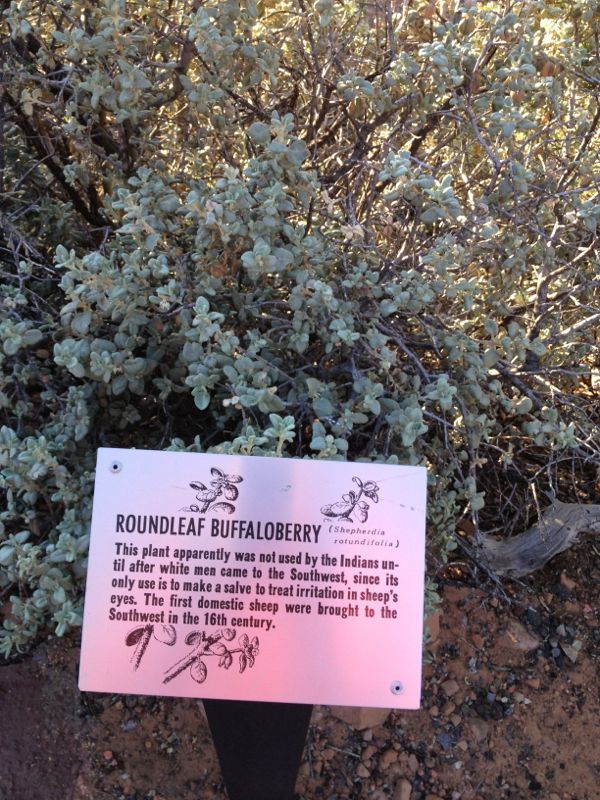 ROUNDLEAF BUFFALOBERRY (Shepherdia
rotundifolia)
This plant apparently was not used by the Indians un-
til after white men came to the Southwest, since its
only use is to make a salve to treat irritation in sheep's
eyes. The first domestic sheep were brought to the
Southwest in the 16th century.